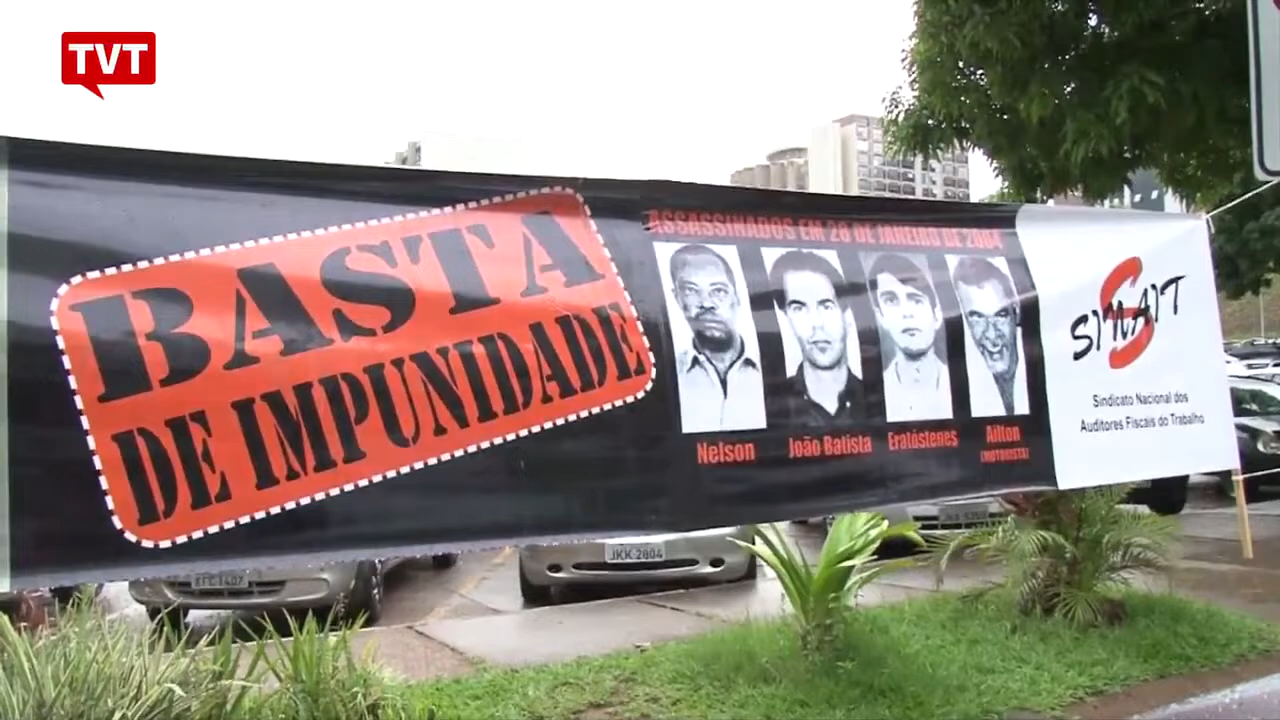 TVT
BASTA
DE IMPUNIDADE
ASSASSINADOS EM 28 DE JANEIRO DE 2004
Nelson
João Batista
Eratóstenes
Ailton
(MOTORISTA)
SINAIT
Sindicato Nacional dos
Auditores Fiscais do Trabalho
JKK 2804